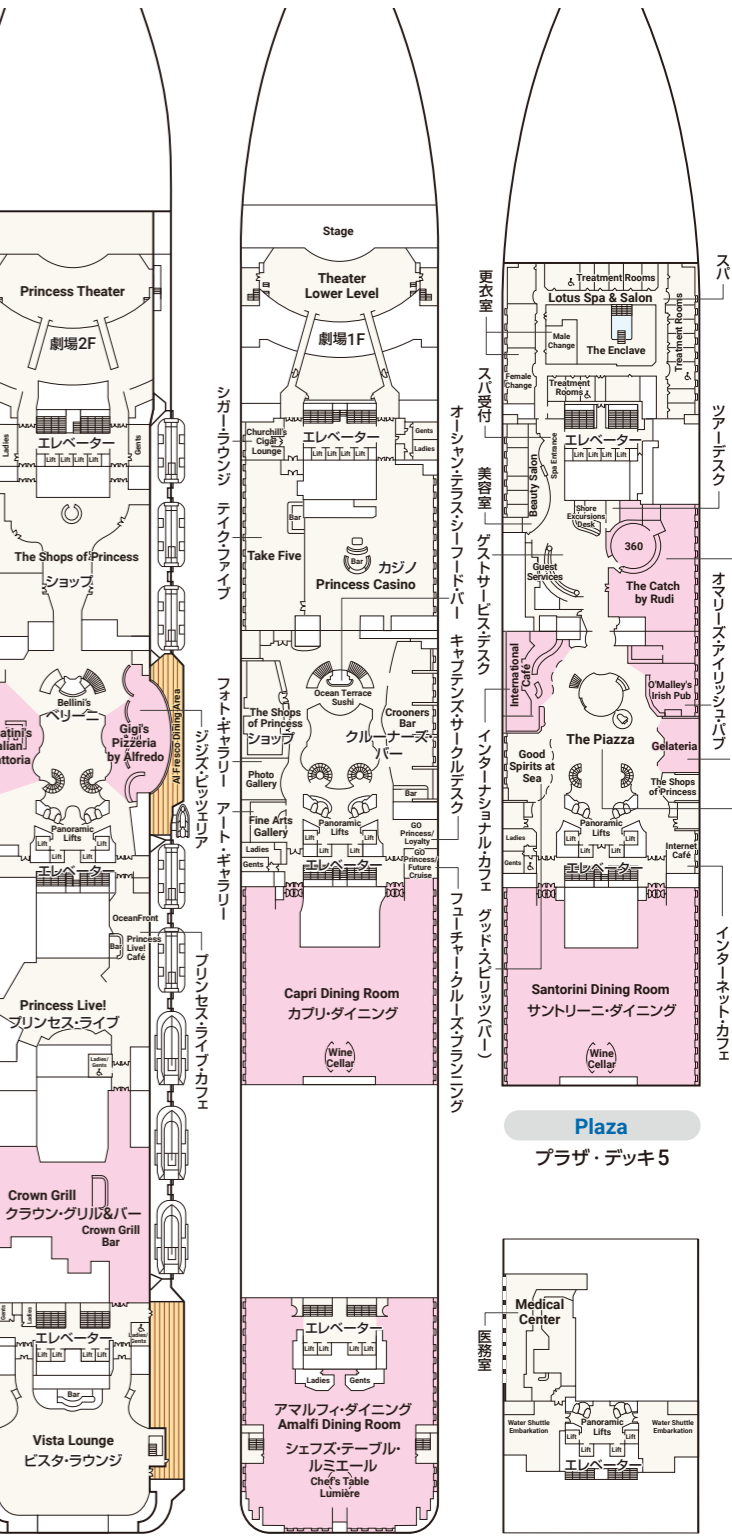 Princess Theater
劇場2F
Ladies
エレベーター
Gents
Lift Lift Lift Lift
The Shops of Princess
ショップ
Bellini's
ベリーニ
Gigi's
Pizzeria
by Alfredo
Al Fresco Dining Area
ジジズ・ピッツェリア
Panoramic
Lifts
Lift
Lift
Lift
Lift
エレベーター
OceanFront
Bar
Princess
Live!
Café
プリンセス・ライブ・カフェ
Princess Live!
プリンセス・ライブ
Ladies/
Gents
Crown Grill
クラウン・グリル&バー
Crown Grill
Bar
Gents
Ladies
エレベーター
Ladies/
Gents
Lift Lift Lift Lift
Bar
Vista Lounge
ビスタ・ラウンジ
Stage
Theater
Lower Level
劇場1F
シガー・ラウンジ
Churchill's
Cigar
Lounge
エレベーター
Lift Lift Lift Lift
Gents
Ladies
テイク・ファイブ
Bar
Take Five
Bar
カジノ
Princess Casino
オーシャン・テラス・シーフード・バー
Ocean Terrace
Sushi
The Shops
of Princess
ショップ
Crooners
Bar
クルーナーズ・
バー
フォト・ギャラリー
Photo
Gallery
Bar
アート・ギャラリー
Fine Arts
Gallery
Panoramic
Lifts
Lift
Lift
Lift
Lift
Ladies
Gents
エレベーター
キャプテンズ・サークルデスク
GO
Princess/
Loyalty
GO
Princess/
Future
Cruise
フューチャー・クルーズ・プランニング
Capri Dining Room
カプリ・ダイニング
Wine
Cellar
エレベーター
Lift Lift Lift Lift
Ladies
Gents
アマルフィ・ダイニング
Amalfi Dining Room
シェフズ・テーブル・
ルミエール
Chef's Table
Lumière
スパ
更衣室
Treatment Rooms
Lotus Spa & Salon
Male
Change
The Enclave
Treatment Rooms
Female
Change
Treatment
Rooms
スパ受付
エレベーター
Lift Lift Lift Lift
Spa Entrance
美容室
Beauty Salon
ツアーデスク
Shore
Excursions
Desk
360
The Catch
by Rudi
ゲストサービス・デスク
Guest
Services
International
Café
インターナショナル・カフェ
オマリーズ・アイリッシュパブ
O'Malley's
Irish Pub
The Piazza
Gelateria
Good
Spirits at
Sea
グッド・スピリッツ(バー)
The Shops
of Princess
Panoramic
Lifts
Lift
Lift
Lift
Lift
Ladies
Gents
エレベーター
Internet
Café
インターネット・カフェ
Santorini Dining Room
サントリーニ・ダイニング
Wine
Cellar
Plaza
プラザ・デッキ5
医務室
Medical
Center
Water Shuttle
Embarkation
Panoramic
Lifts
Water Shuttle
Embarkation
Lift
Lift
Lift
Lift
エレベーター